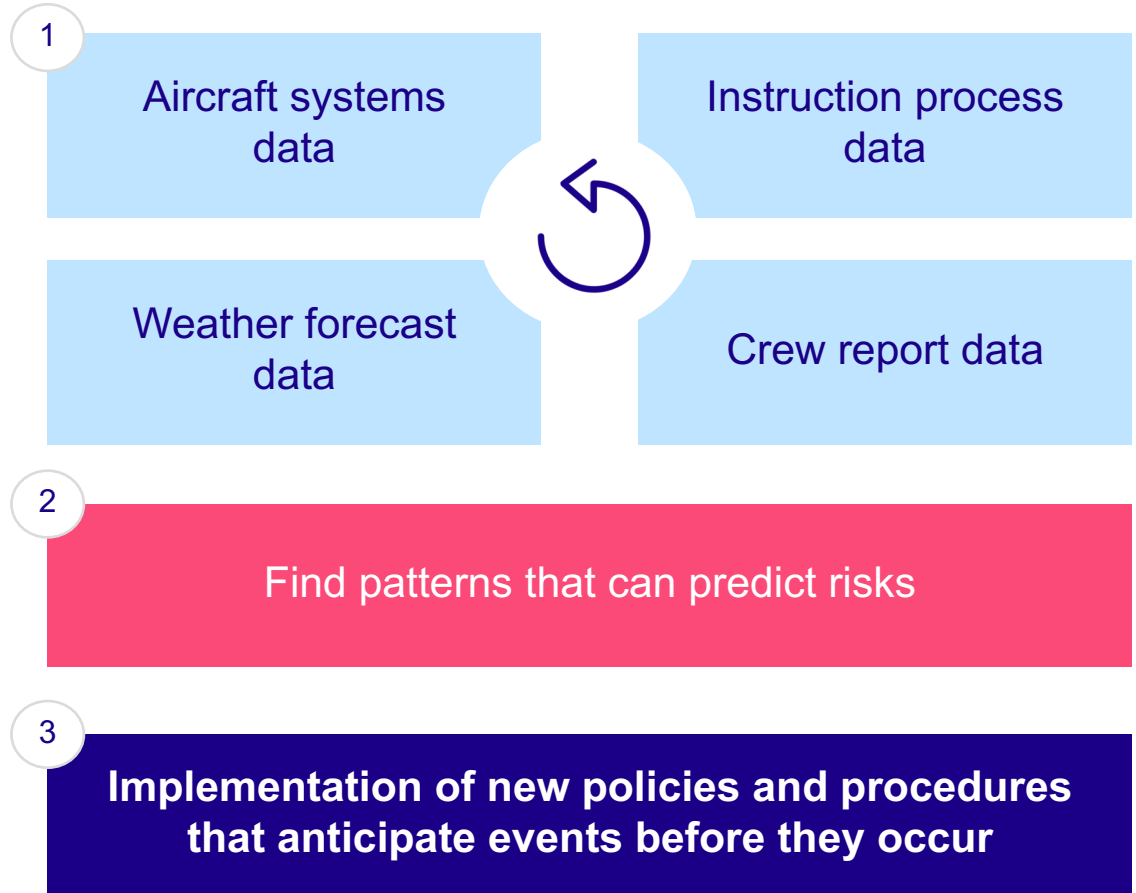 1
Aircraft systems
data
Instruction process
data
Weather forecast
data
Crew report data
2
Find patterns that can predict risks
3
Implementation of new policies and procedures
that anticipate events before they occur